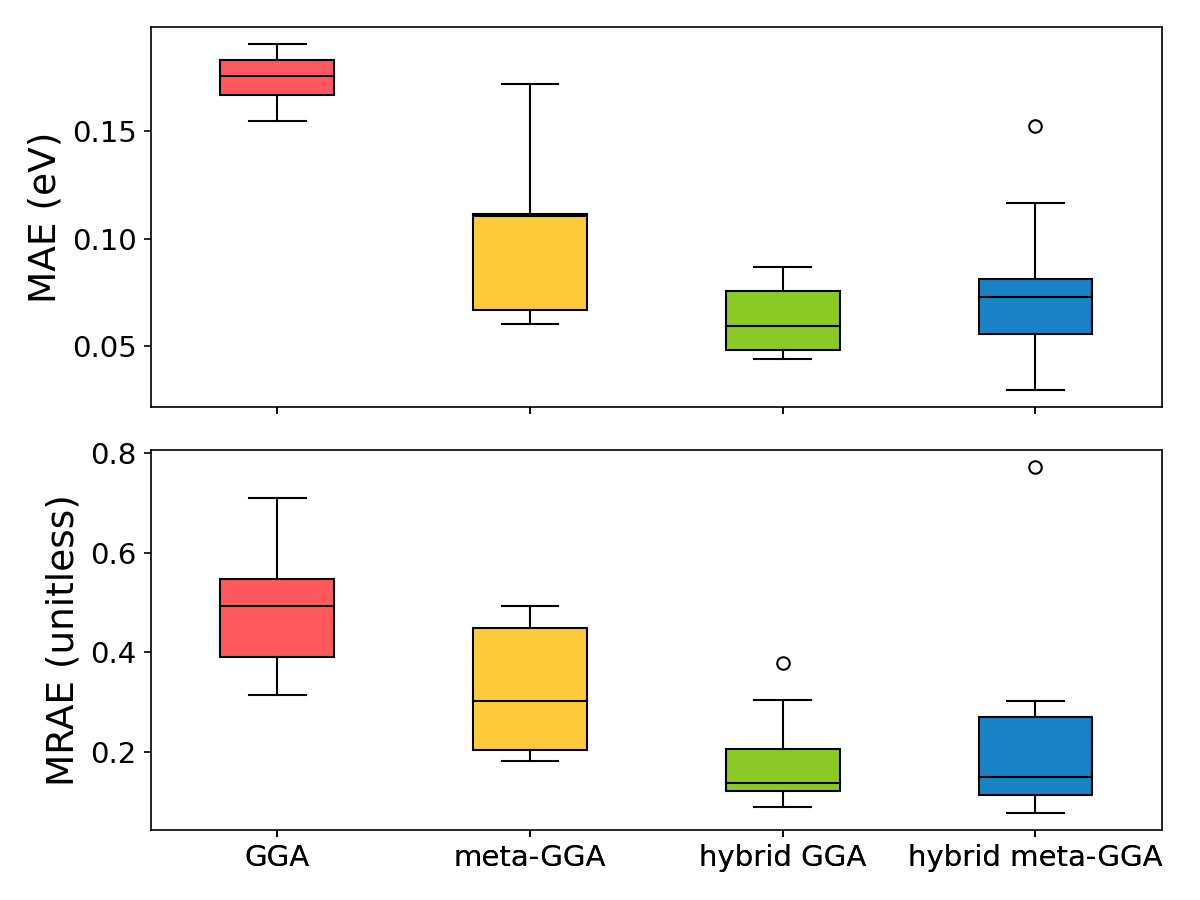 MAE (eV)
0.15
0.10
0.05
MRAE (unitless)
0.8
0.6
0.4
0.2
GGA
meta-GGA
hybrid GGA
hybrid meta-GGA